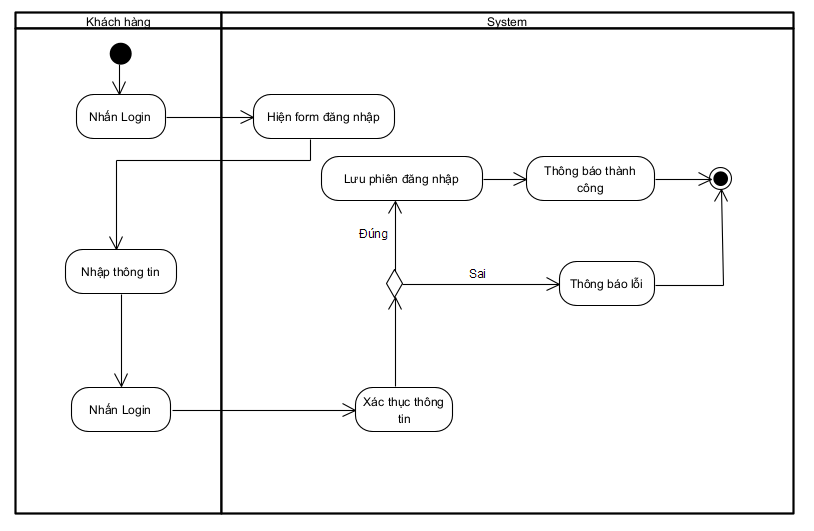 Khách hàng
System
Nhấn Login
Hiện form đăng nhập
Lưu phiên đăng nhập
Thông báo thành
công
Đúng
Nhập thông tin
Sai
Thông báo lỗi
Nhấn Login
Xác thực thông
tin